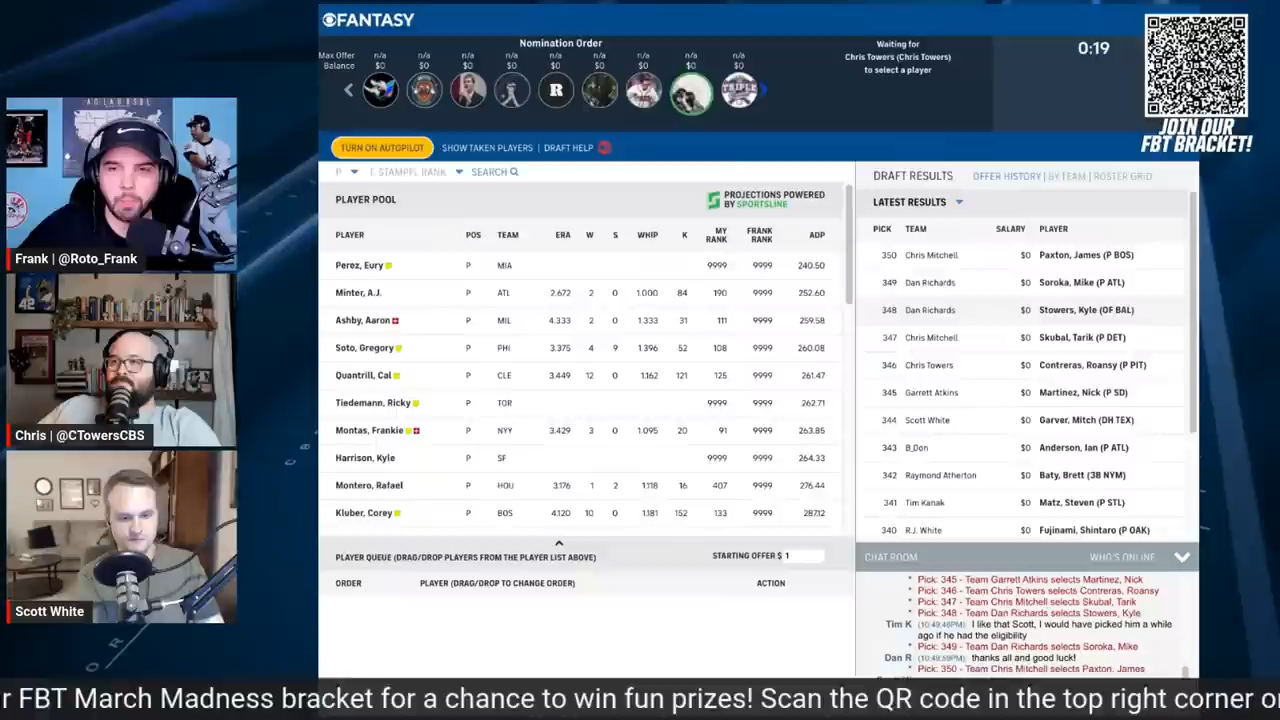 FANTASY
Nomination Order
Max Offer n/a n/a n/a n/a n/a n/a n/a n/a n/a
Balance $0 $0 $0 $0 $0 $0 $0 $0 $0
R
TRIPLE
Waiting for
Chris Towers (Chris Towers)
to select a player
0:19
JOIN OUR
FBT BRACKET!
TURN ON AUTOPILOT SHOW TAKEN PLAYERS | DRAFT HELP
P SEARCH
PLAYER POOL
PROJECTIONS POWERED
BY SPORTSLINE
PLAYER POS TEAM ERA W S WHIP K MY RANK FRANK RANK ADP
Perez, Eury P MIA 9999 9999 240.50
Minter, A.J. P ATL 2.672 2 0 1.000 84 190 9999 252.60
Ashby, Aaron P MIL 4.333 2 0 1.333 31 111 9999 259.58
Soto, Gregory P PHI 3.375 4 9 1.396 52 108 9999 260.08
Quantrill, Cal P CLE 3.449 12 0 1.162 121 125 9999 261.47
Tiedemann, Ricky P TOR 9999 9999 262.71
Montas, Frankie P NYY 3.429 3 0 1.095 20 91 9999 263.85
Harrison, Kyle P SF 9999 9999 264.33
Montero, Rafael P HOU 3.176 1 2 1.118 16 407 9999 276.44
Kluber, Corey P BOS 4.120 10 0 1.181 152 133 9999 287.12
PLAYER QUEUE (DRAG/DROP PLAYERS FROM THE PLAYER LIST ABOVE) STARTING OFFER $ 1
ORDER PLAYER (DRAG/DROP TO CHANGE ORDER) ACTION
DRAFT RESULTS OFFER HISTORY | BY TEAM | ROSTER GRID
LATEST RESULTS
PICK TEAM SALARY PLAYER
350 Chris Mitchell $0 Paxton, James (P BOS)
349 Dan Richards $0 Soroka, Mike (P ATL)
348 Dan Richards $0 Stowers, Kyle (OF BAL)
347 Chris Mitchell $0 Skubal, Tarik (P DET)
346 Chris Towers $0 Contreras, Roansy (P PIT)
345 Garrett Atkins $0 Martinez, Nick (P SD)
344 Scott White $0 Garver, Mitch (DH TEX)
343 B_Don $0 Anderson, Ian (P ATL)
342 Raymond Atherton $0 Baty, Brett (3B NYM)
341 Tim Kanak $0 Matz, Steven (P STL)
340 R.J. White $0 Fujinami, Shintaro (P OAK)
CHAT ROOM WHO'S ONLINE
* Pick: 345 - Team Garrett Atkins selects Martinez, Nick
* Pick: 346 - Team Chris Towers selects Contreras, Roansy
* Pick: 347 - Team Chris Mitchell selects Skubal, Tarik
* Pick: 348 - Team Dan Richards selects Stowers, Kyle
Tim K (10:49:46PM) I like that Scott, I would have picked him a while
ago if he had the eligibility
* Pick: 349 - Team Dan Richards selects Soroka, Mike
Dan R (10:49:59PM) thanks all and good luck!
* Pick: 350 - Team Chris Mitchell selects Paxton, James
Frank | @Roto_Frank
42
Chris | @CTowersCBS
Scott White
r FBT March Madness bracket for a chance to win fun prizes! Scan the QR code in the top right corner o